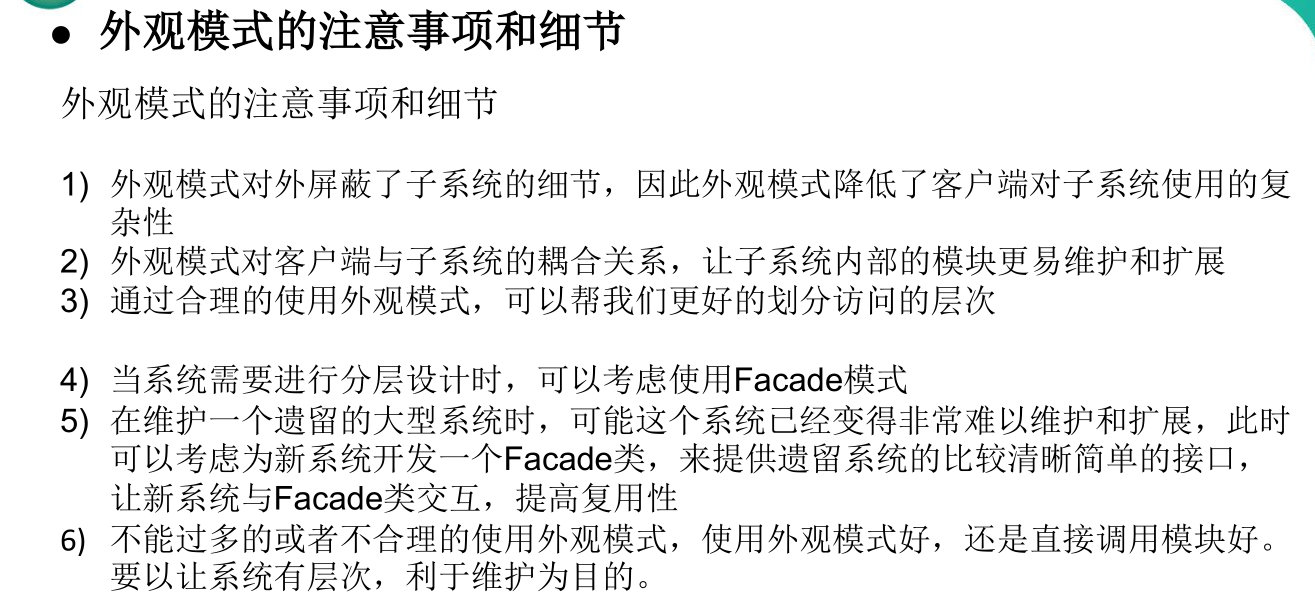 ● 外观模式的注意事项和细节
外观模式的注意事项和细节
1) 外观模式对外屏蔽了子系统的细节，因此外观模式降低了客户端对子系统使用的复
杂性
2) 外观模式对客户端与子系统的耦合关系，让子系统内部的模块更易维护和扩展
3) 通过合理的使用外观模式，可以帮我们更好的划分访问的层次
4) 当系统需要进行分层设计时，可以考虑使用Facade模式
5) 在维护一个遗留的大型系统时，可能这个系统已经变得非常难以维护和扩展，此时
可以考虑为新系统开发一个Facade类，来提供遗留系统的比较清晰简单的接口，
让新系统与Facade类交互，提高复用性
6) 不能过多的或者不合理的使用外观模式，使用外观模式好，还是直接调用模块好。
要以让系统有层次，利于维护为目的。